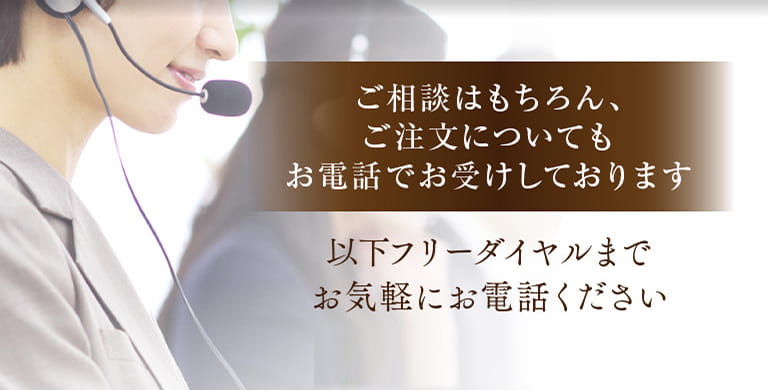 ご相談はもちろん、
ご注文についても
お電話でお受けしております
以下フリーダイヤルまで
お気軽にお電話ください